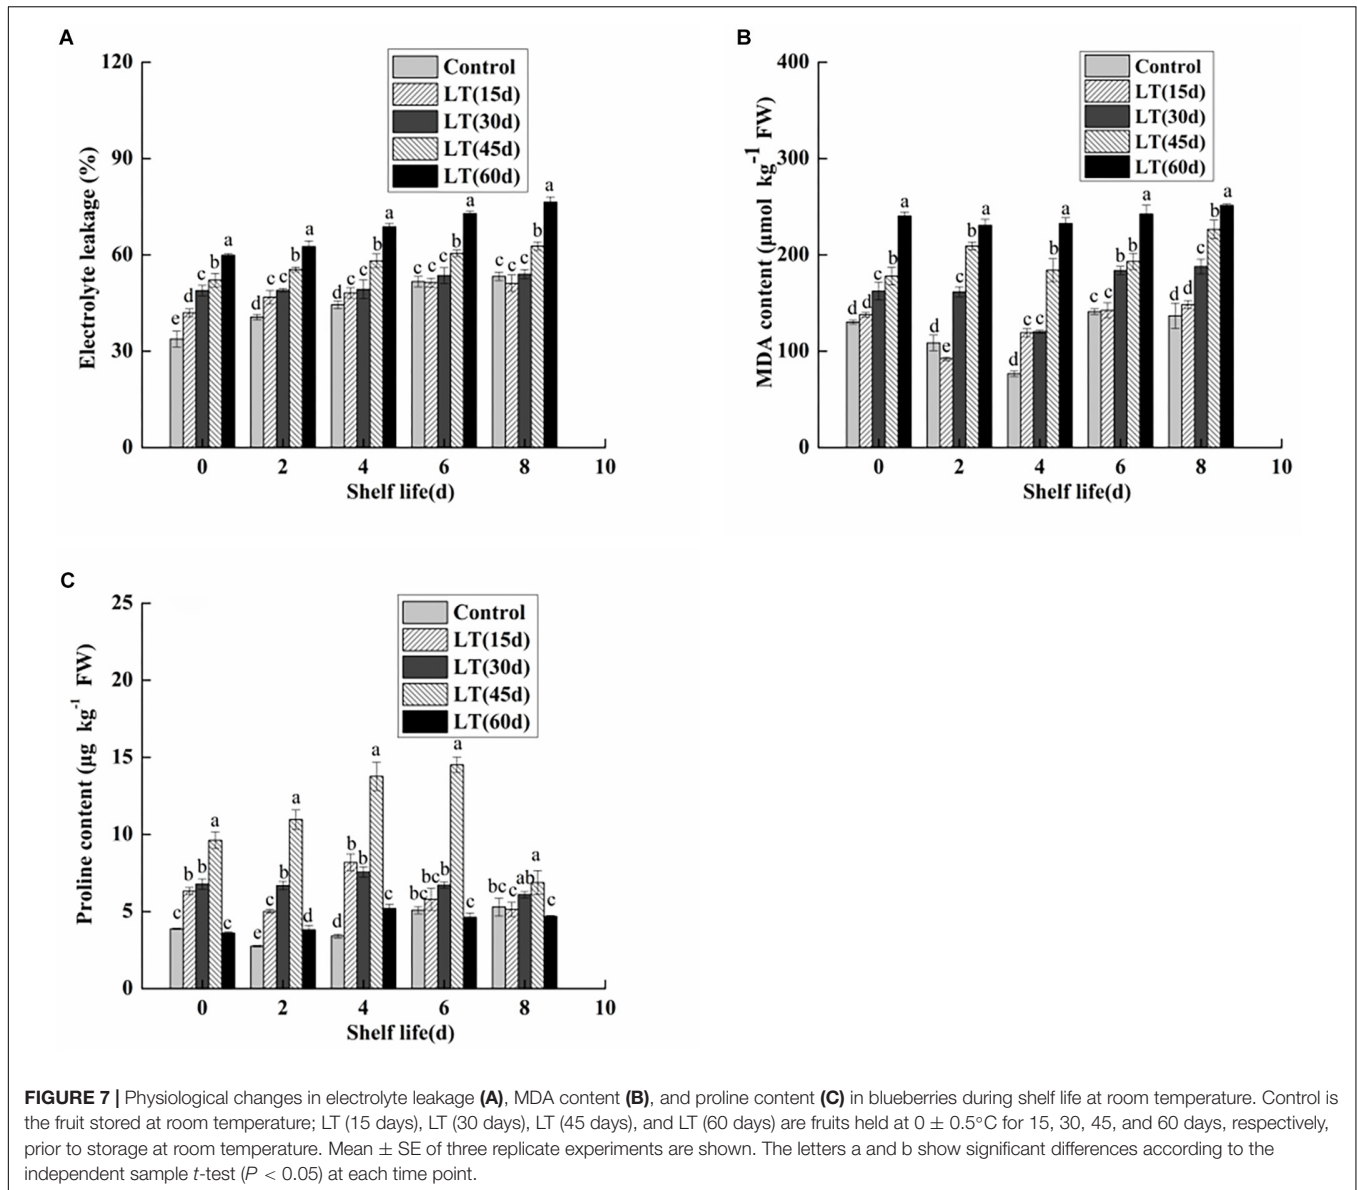 A
120
90
60
30
0
Electrolyte leakage (%)
Control
LT(15d)
LT(30d)
LT(45d)
LT(60d)
e d c b a
d c c b a
d c c b a
c c c b a
c c c b a
0 2 4 6 8 10
Shelf life(d)
B
400
300
200
100
0
MDA content (µmol kg-1 FW)
Control
LT(15d)
LT(30d)
LT(45d)
LT(60d)
d d c b a
d e c b a
d c c b a
c c b b a
d d c b a
0 2 4 6 8 10
Shelf life(d)
C
25
20
15
10
5
0
Proline content (µg kg-1 FW)
Control
LT(15d)
LT(30d)
LT(45d)
LT(60d)
c b b a c
e c b a d
d b b a c
bc bc b a c
bc c ab a c
0 2 4 6 8 10
Shelf life(d)
FIGURE 7 | Physiological changes in electrolyte leakage (A), MDA content (B), and proline content (C) in blueberries during shelf life at room temperature. Control is
the fruit stored at room temperature; LT (15 days), LT (30 days), LT (45 days), and LT (60 days) are fruits held at 0 ± 0.5°C for 15, 30, 45, and 60 days, respectively,
prior to storage at room temperature. Mean ± SE of three replicate experiments are shown. The letters a and b show significant differences according to the
independent sample t-test (P < 0.05) at each time point.